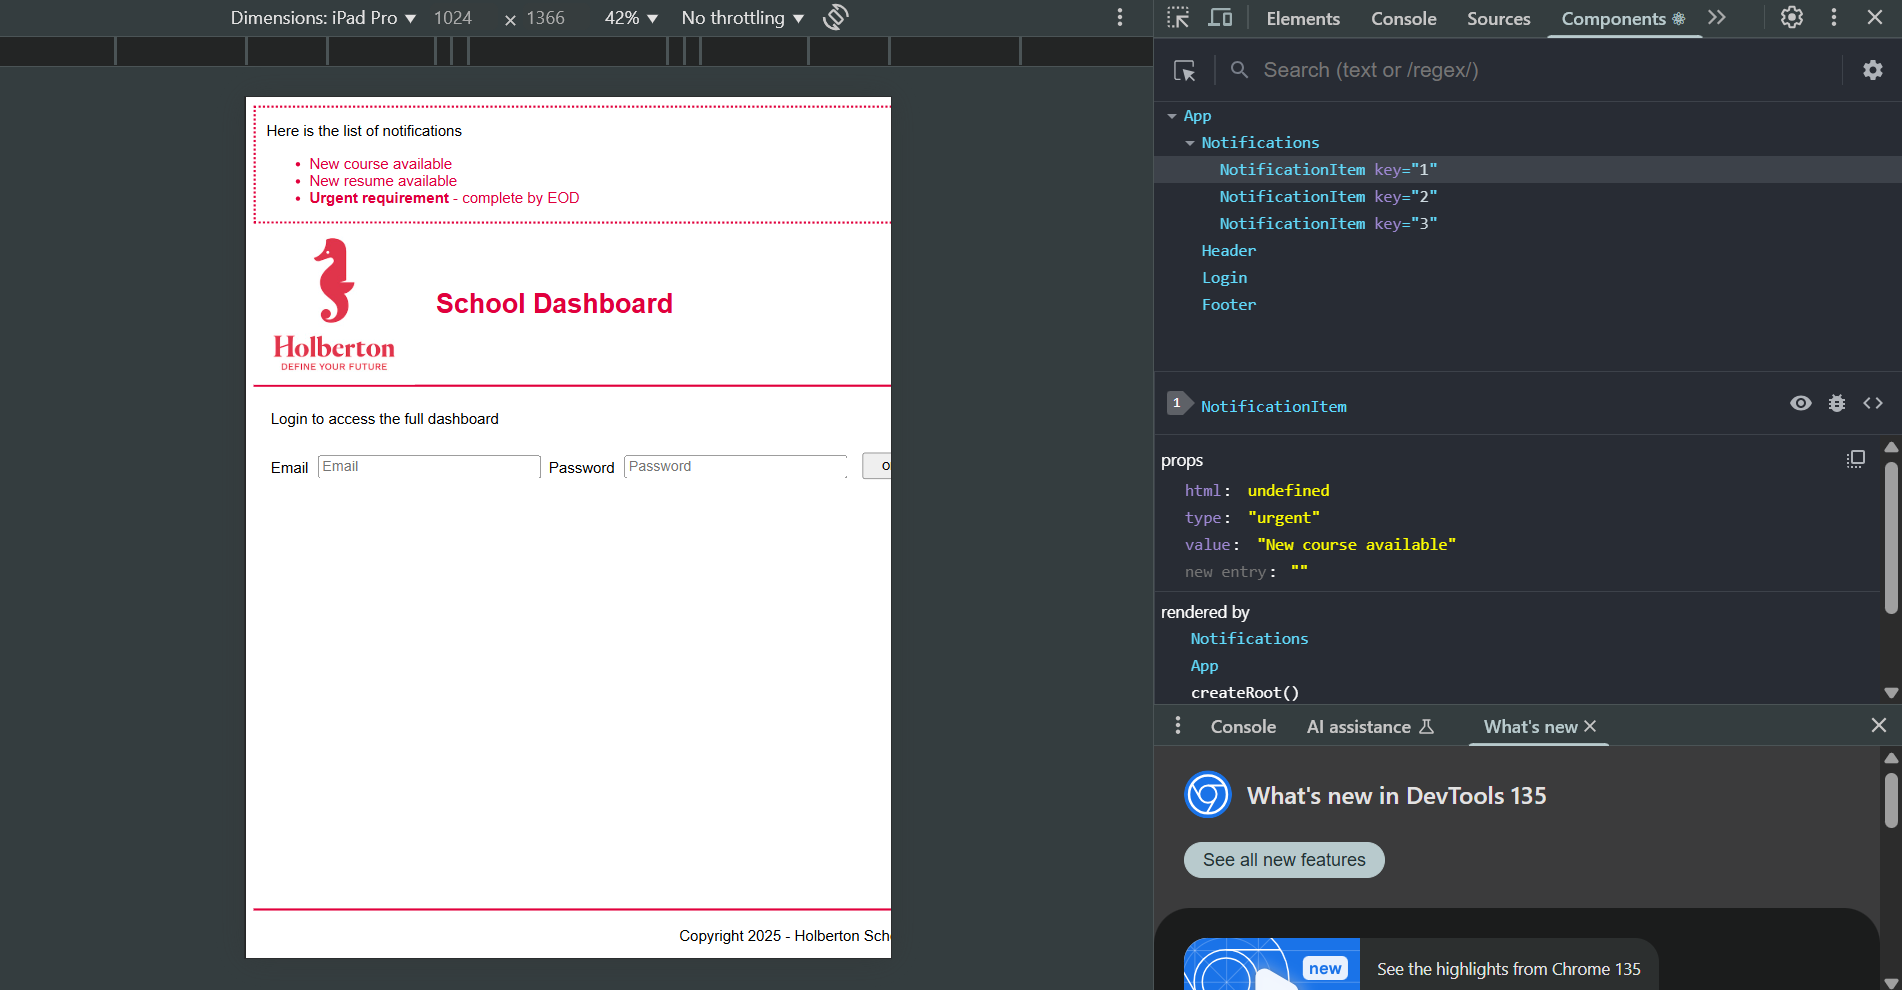 Dimensions: iPad Pro ▼ 1024 × 1366 42% ▼ No throttling ▼
Elements Console Sources Components
Search (text or /regex/)
Here is the list of notifications
• New course available
• New resume available
• Urgent requirement - complete by EOD
Holberton
DEFINE YOUR FUTURE
School Dashboard
Login to access the full dashboard
Email Email Password Password
Copyright 2025 - Holberton Sch
App
Notifications
NotificationItem key="1"
NotificationItem key="2"
NotificationItem key="3"
Header
Login
Footer
1 NotificationItem
props
html: undefined
type: "urgent"
value: "New course available"
new entry: ""
rendered by
Notifications
App
createRoot()
Console AI assistance What's new
What's new in DevTools 135
See all new features
new
See the highlights from Chrome 135